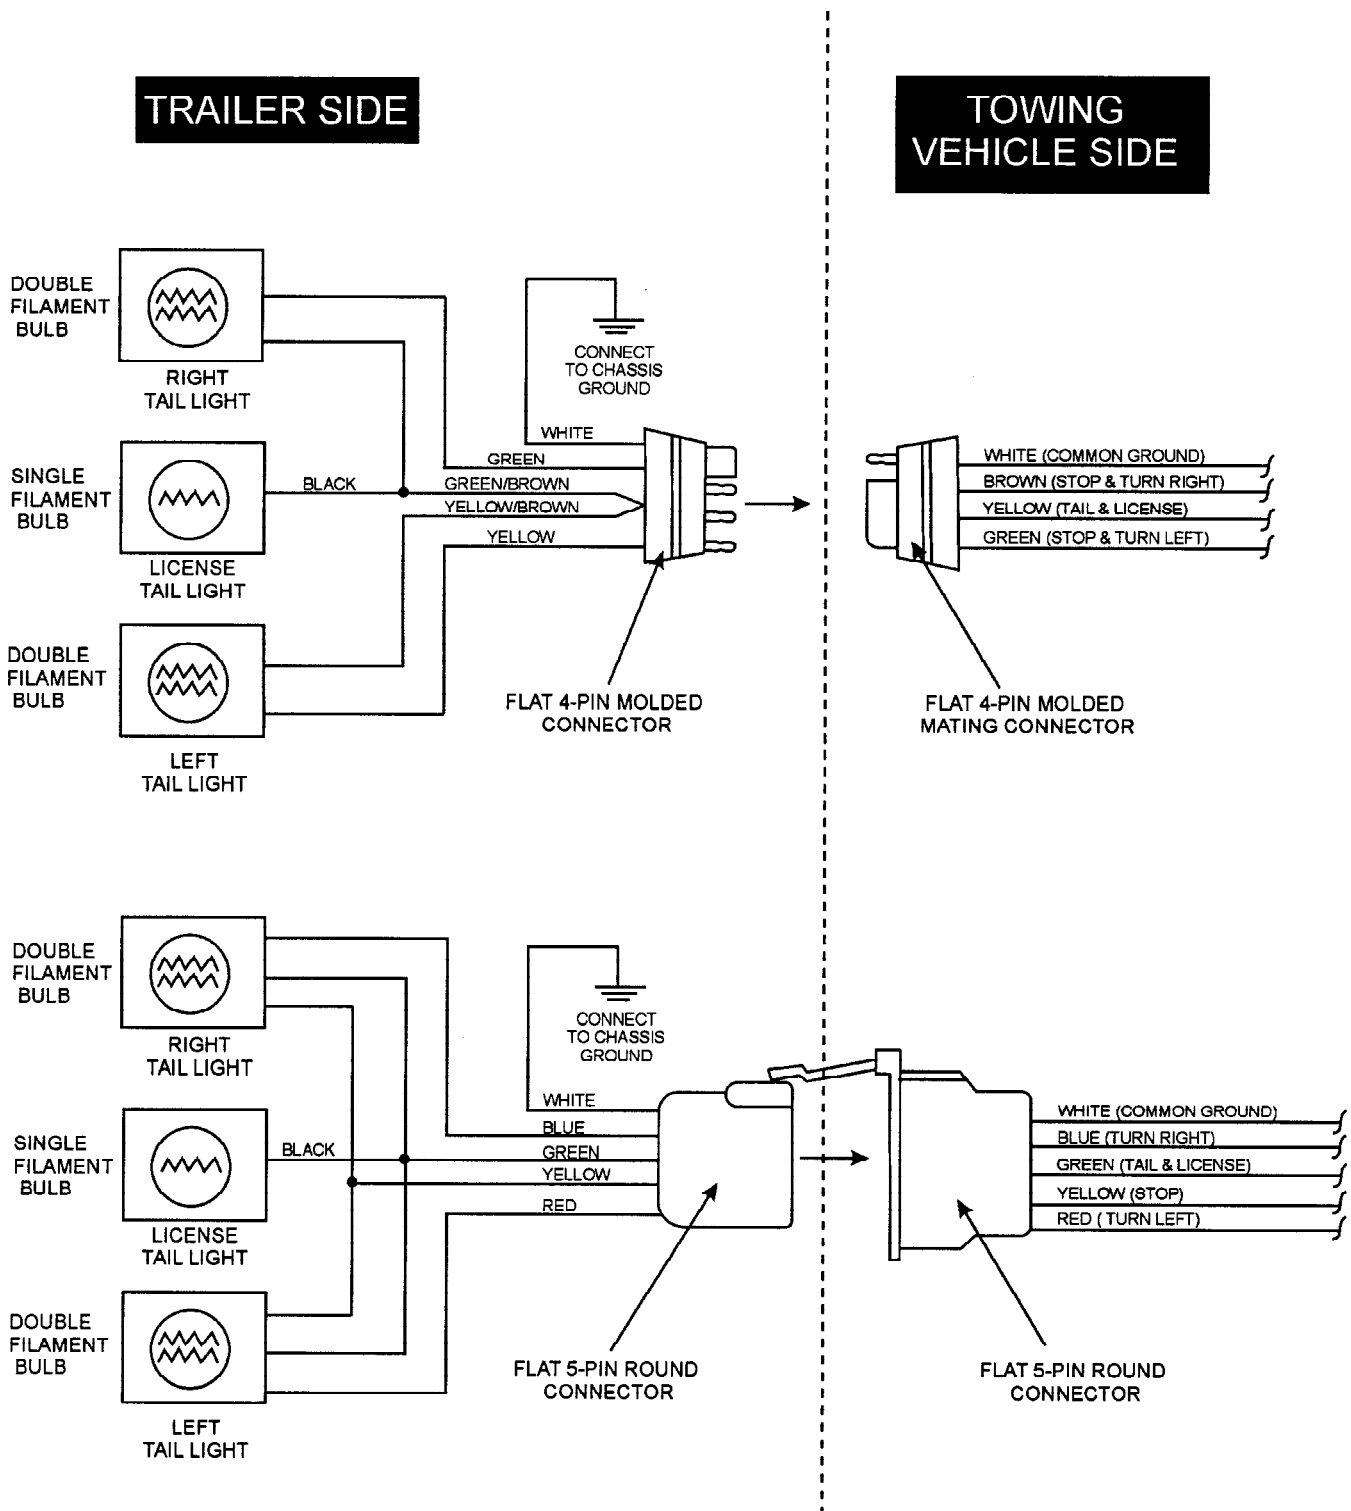 TRAILER SIDE
TOWING
VEHICLE SIDE
DOUBLE
FILAMENT
BULB
RIGHT
TAIL LIGHT
SINGLE
FILAMENT
BULB
LICENSE
TAIL LIGHT
DOUBLE
FILAMENT
BULB
LEFT
TAIL LIGHT
BLACK
CONNECT
TO CHASSIS
GROUND
WHITE
GREEN
GREEN/BROWN
YELLOW/BROWN
YELLOW
FLAT 4-PIN MOLDED
CONNECTOR
WHITE (COMMON GROUND)
BROWN (STOP & TURN RIGHT)
YELLOW (TAIL & LICENSE)
GREEN (STOP & TURN LEFT)
FLAT 4-PIN MOLDED
MATING CONNECTOR
DOUBLE
FILAMENT
BULB
RIGHT
TAIL LIGHT
SINGLE
FILAMENT
BULB
LICENSE
TAIL LIGHT
DOUBLE
FILAMENT
BULB
LEFT
TAIL LIGHT
BLACK
CONNECT
TO CHASSIS
GROUND
WHITE
BLUE
GREEN
YELLOW
RED
FLAT 5-PIN ROUND
CONNECTOR
WHITE (COMMON GROUND)
BLUE (TURN RIGHT)
GREEN (TAIL & LICENSE)
YELLOW (STOP)
RED ( TURN LEFT)
FLAT 5-PIN ROUND
CONNECTOR